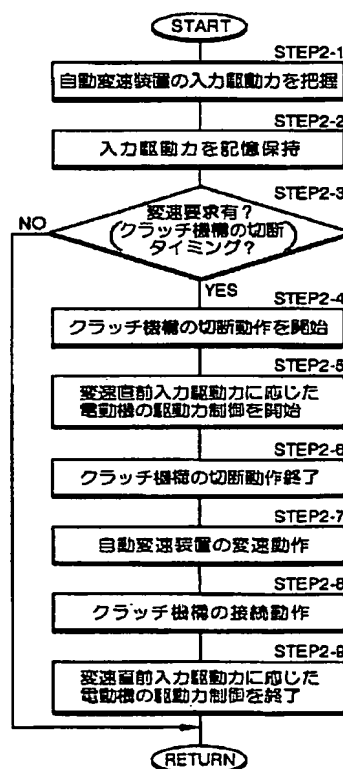 START
STEP2-1
自動変速装置の入力駆動力を把握
STEP2-2
入力駆動力を記憶保持
STEP2-3
変速要求有?
(クラッチ機構の切断
タイミング?)
NO
YES
STEP2-4
クラッチ機構の切断動作を開始
STEP2-5
変速直前入力駆動力に応じた
電動機の駆動力制御を開始
STEP2-6
クラッチ機構の切断動作終了
STEP2-7
自動変速装置の変速動作
STEP2-8
クラッチ機構の接続動作
STEP2-9
変速直前入力駆動力に応じた
電動機の駆動力制御を終了
RETURN